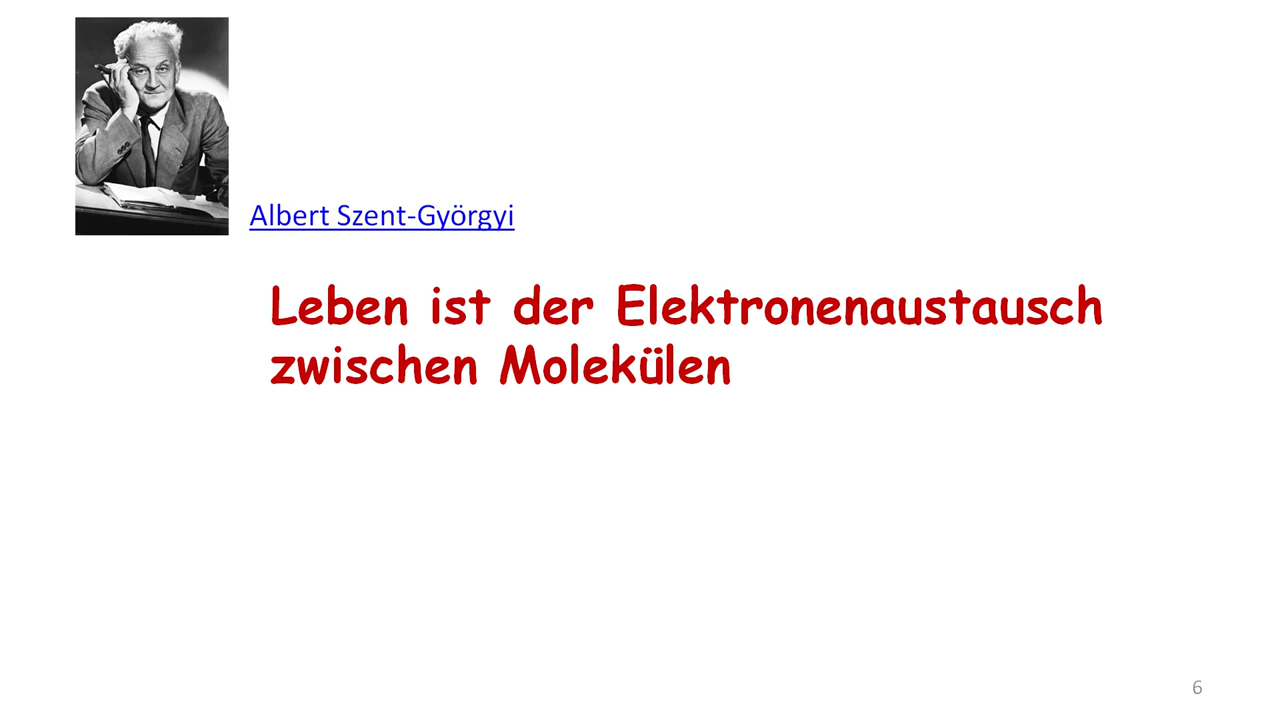 Albert Szent-Györgyi
Leben ist der Elektronenaustausch
zwischen Molekülen
6